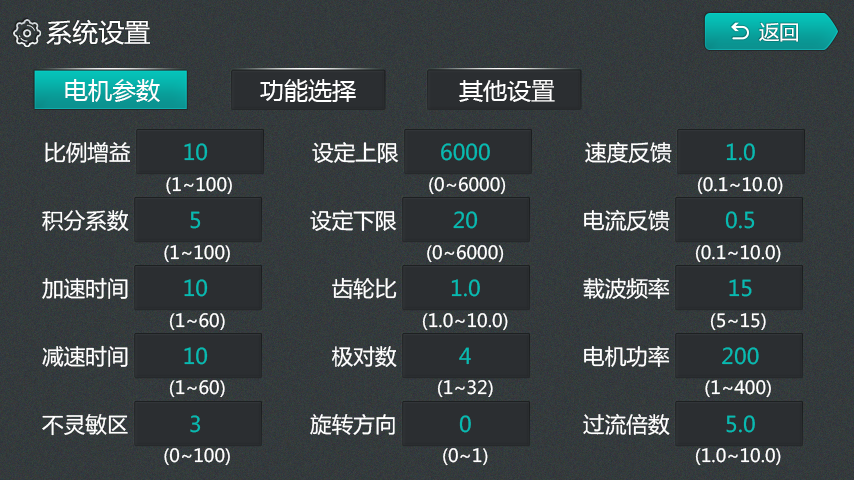 系统设置
返回
电机参数 功能选择 其他设置
比例增益 10 设定上限 6000 速度反馈 1.0
(1~100) (0~6000) (0.1~10.0)
积分系数 5 设定下限 20 电流反馈 0.5
(1~100) (0~6000) (0.1~10.0)
加速时间 10 齿轮比 1.0 载波频率 15
(1~60) (1.0~10.0) (5~15)
减速时间 10 极对数 4 电机功率 200
(1~60) (1~32) (1~400)
不灵敏区 3 旋转方向 0 过流倍数 5.0
(0~100) (0~1) (1.0~10.0)